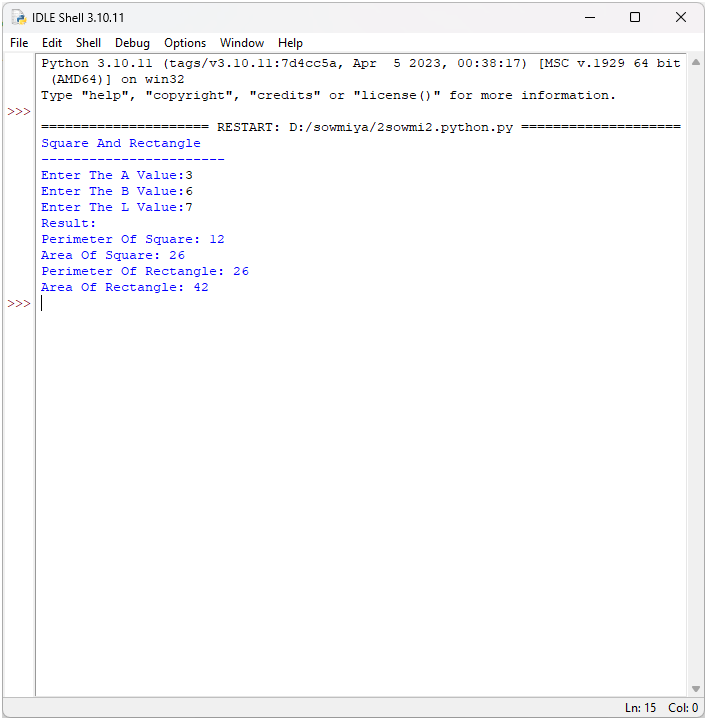 IDLE Shell 3.10.11
File Edit Shell Debug Options Window Help
Python 3.10.11 (tags/v3.10.11:7d4cc5a, Apr  5 2023, 00:38:17) [MSC v.1929 64 bit
 (AMD64)] on win32
Type "help", "copyright", "credits" or "license()" for more information.
>>>
===================== RESTART: D:/sowmiya/2sowmi2.python.py ====================
Square And Rectangle
-----------------------
Enter The A Value:3
Enter The B Value:6
Enter The L Value:7
Result:
Perimeter Of Square: 12
Area Of Square: 26
Perimeter Of Rectangle: 26
Area Of Rectangle: 42
>>>
Ln: 15 Col: 0